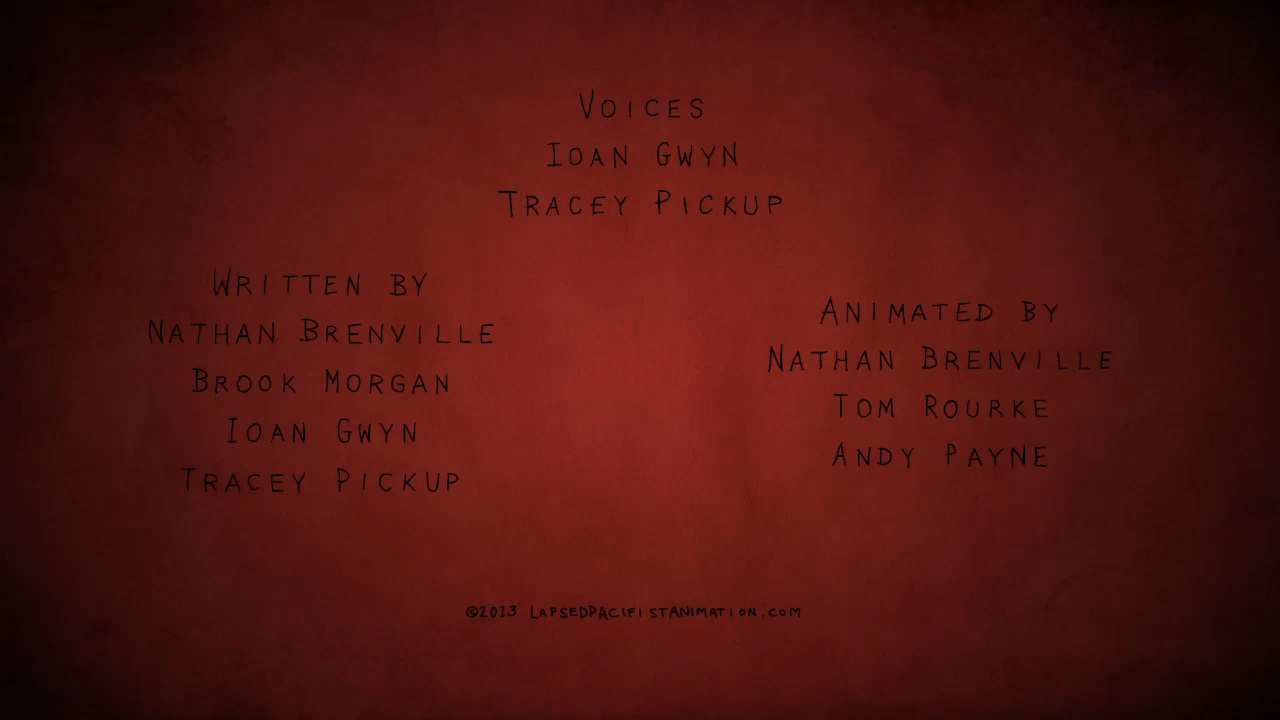 Voices
Ioan Gwyn
Tracey Pickup
Written by
Nathan Brenville
Brook Morgan
Ioan Gwyn
Tracey Pickup
Animated by
Nathan Brenville
Tom Rourke
Andy Payne
©2013 LapsedPacifistAnimation.com